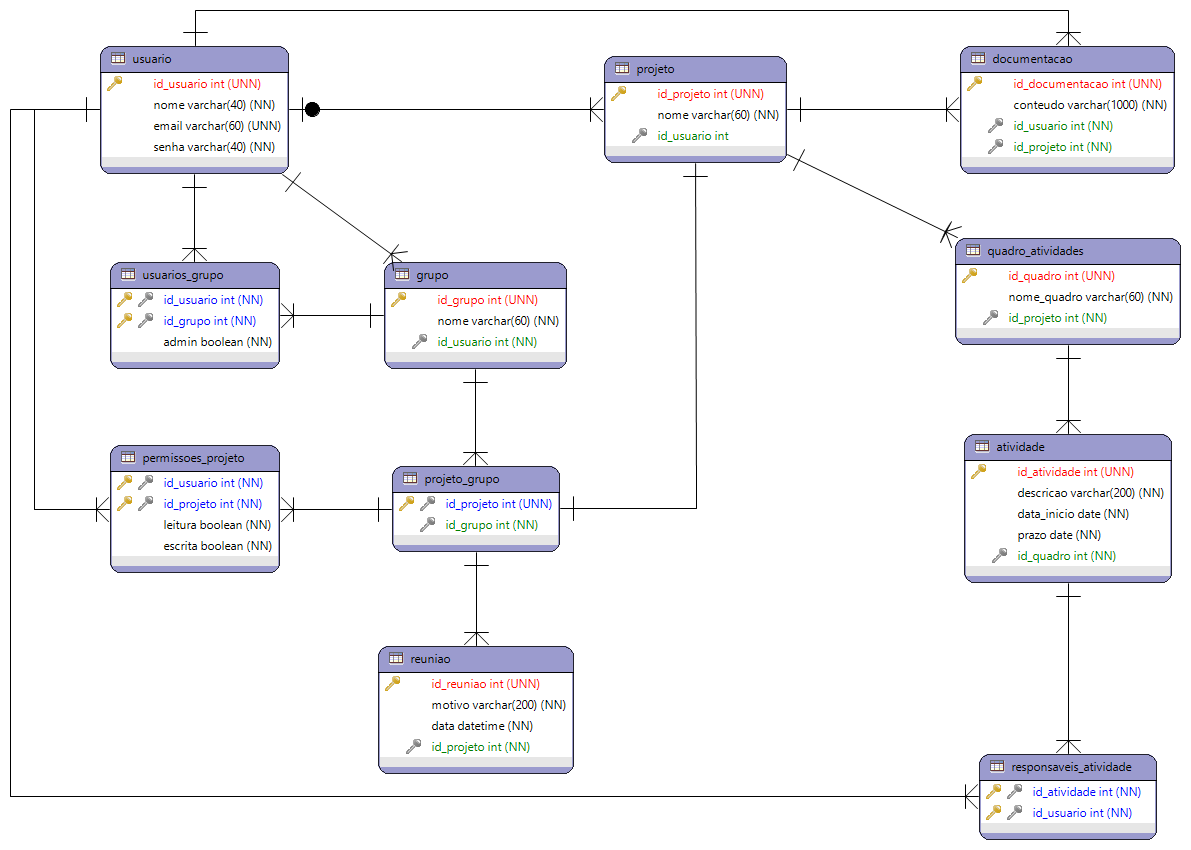 usuario
id_usuario int (UNN)
nome varchar(40) (NN)
email varchar(60) (UNN)
senha varchar(40) (NN)
projeto
id_projeto int (UNN)
nome varchar(60) (NN)
id_usuario int
documentacao
id_documentacao int (UNN)
conteudo varchar(1000) (NN)
id_usuario int (NN)
id_projeto int (NN)
usuarios_grupo
id_usuario int (NN)
id_grupo int (NN)
admin boolean (NN)
grupo
id_grupo int (UNN)
nome varchar(60) (NN)
id_usuario int (NN)
quadro_atividades
id_quadro int (UNN)
nome_quadro varchar(60) (NN)
id_projeto int (NN)
permissoes_projeto
id_usuario int (NN)
id_projeto int (NN)
leitura boolean (NN)
escrita boolean (NN)
projeto_grupo
id_projeto int (UNN)
id_grupo int (NN)
atividade
id_atividade int (UNN)
descricao varchar(200) (NN)
data_inicio date (NN)
prazo date (NN)
id_quadro int (NN)
reuniao
id_reuniao int (UNN)
motivo varchar(200) (NN)
data datetime (NN)
id_projeto int (NN)
responsaveis_atividade
id_atividade int (NN)
id_usuario int (NN)